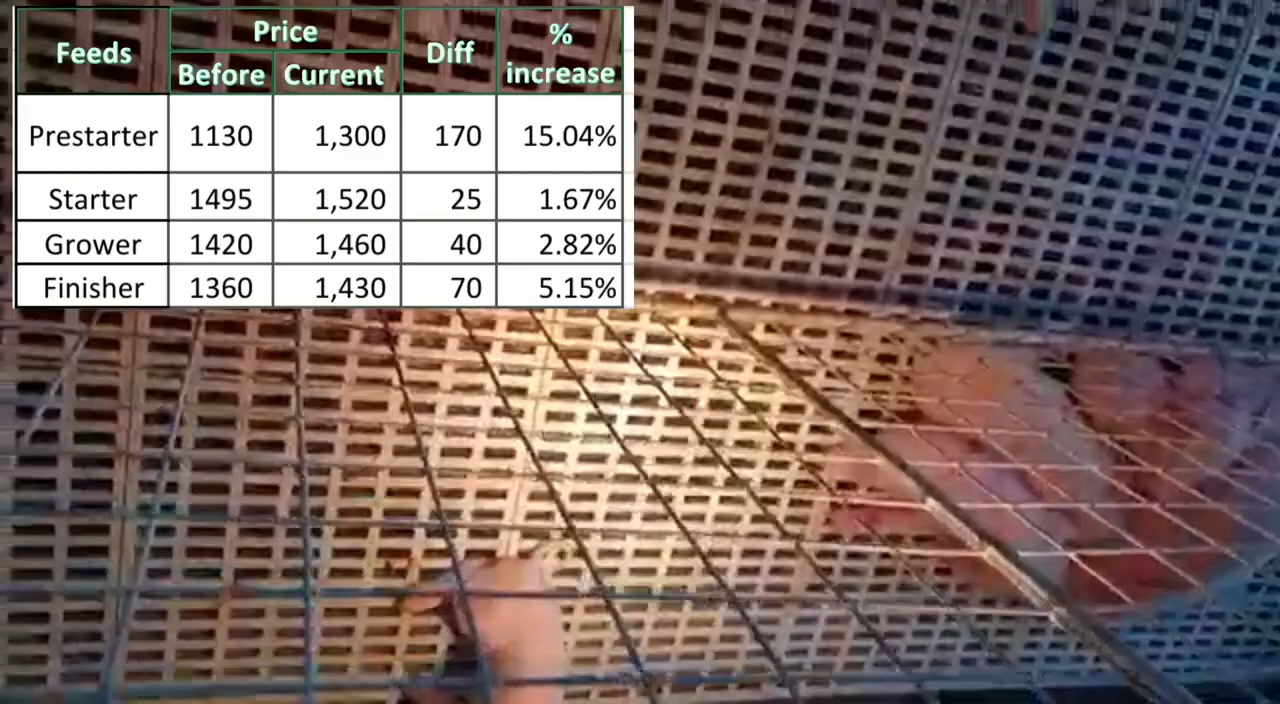 Feeds Price Diff % increase
Before Current
Prestarter 1130 1,300 170 15.04%
Starter 1495 1,520 25 1.67%
Grower 1420 1,460 40 2.82%
Finisher 1360 1,430 70 5.15%